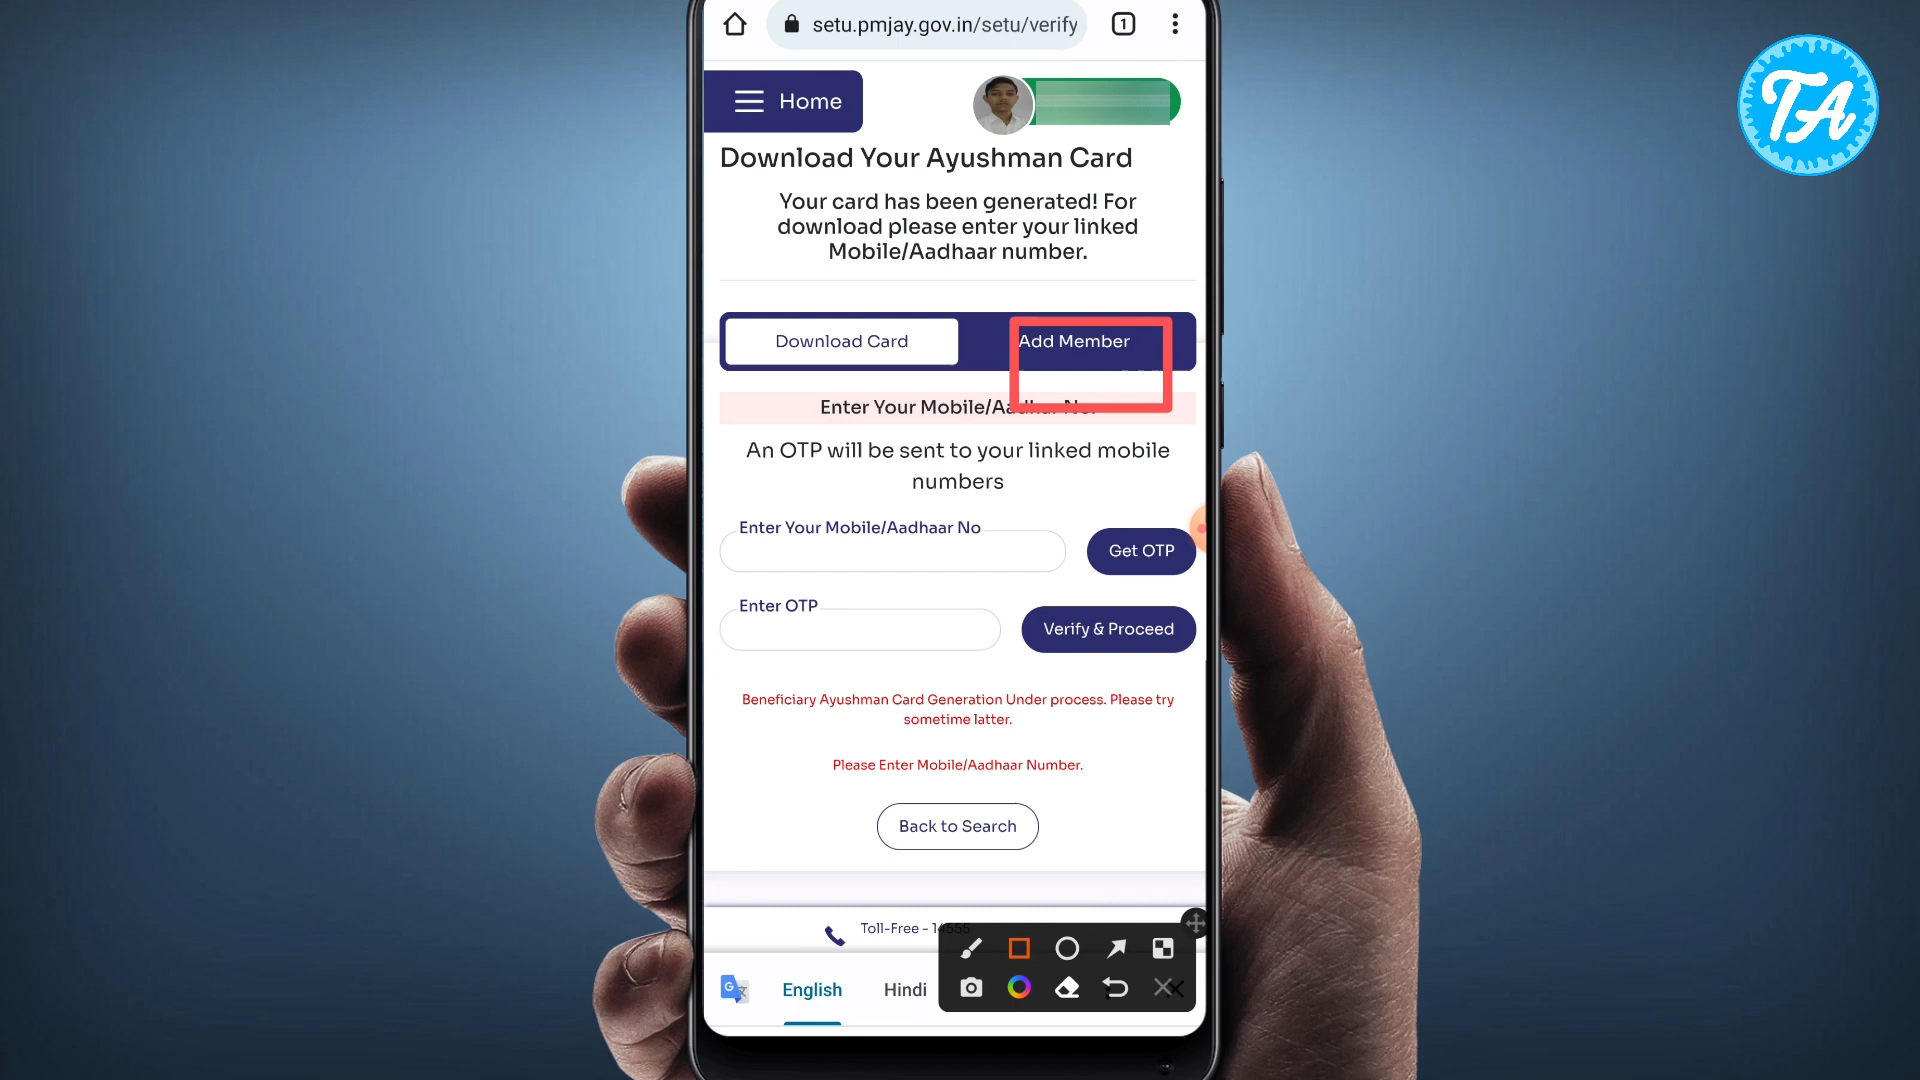 setu.pmjay.gov.in/setu/verify
1
TA
Home
Download Your Ayushman Card
Your card has been generated! For
download please enter your linked
Mobile/Aadhaar number.
Download Card
Add Member
Enter Your Mobile/Aadhar No.
An OTP will be sent to your linked mobile
numbers
Enter Your Mobile/Aadhaar No
Get OTP
Enter OTP
Verify & Proceed
Beneficiary Ayushman Card Generation Under process. Please try
sometime latter.
Please Enter Mobile/Aadhaar Number.
Back to Search
Toll-Free - 14555
G
English
Hindi